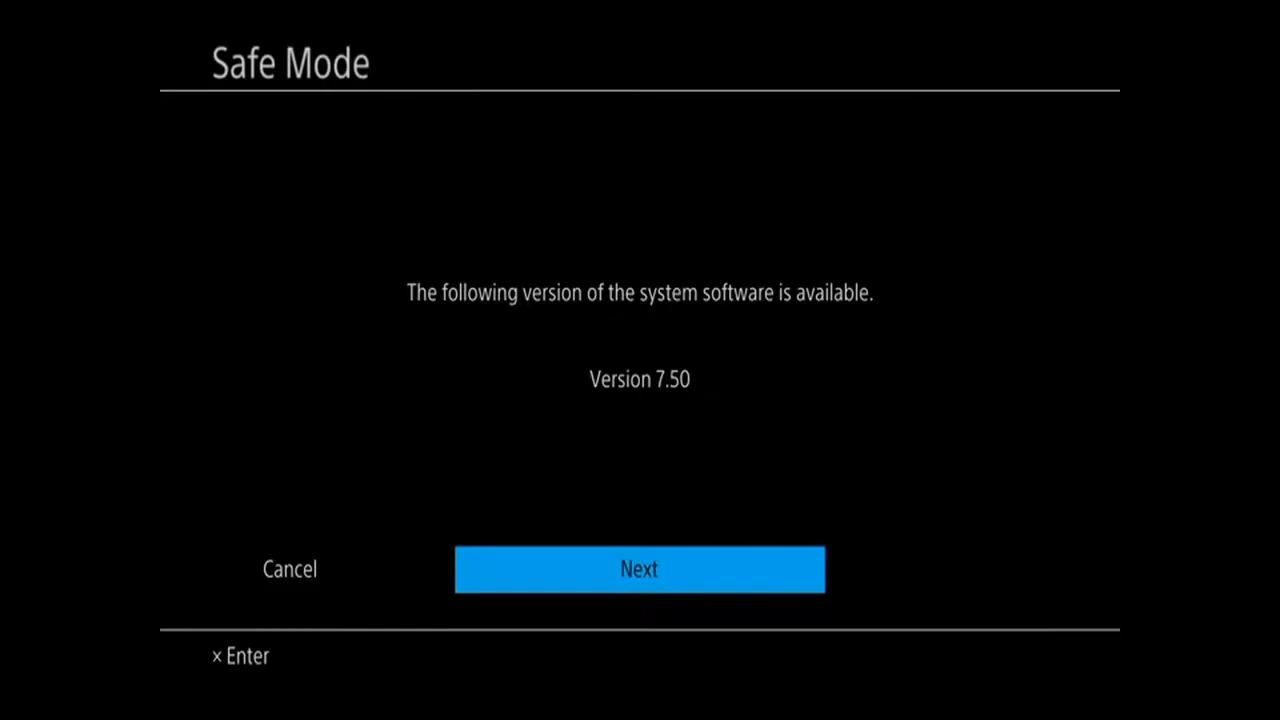 Safe Mode
The following version of the system software is available.
Version 7.50
Cancel
Next
× Enter